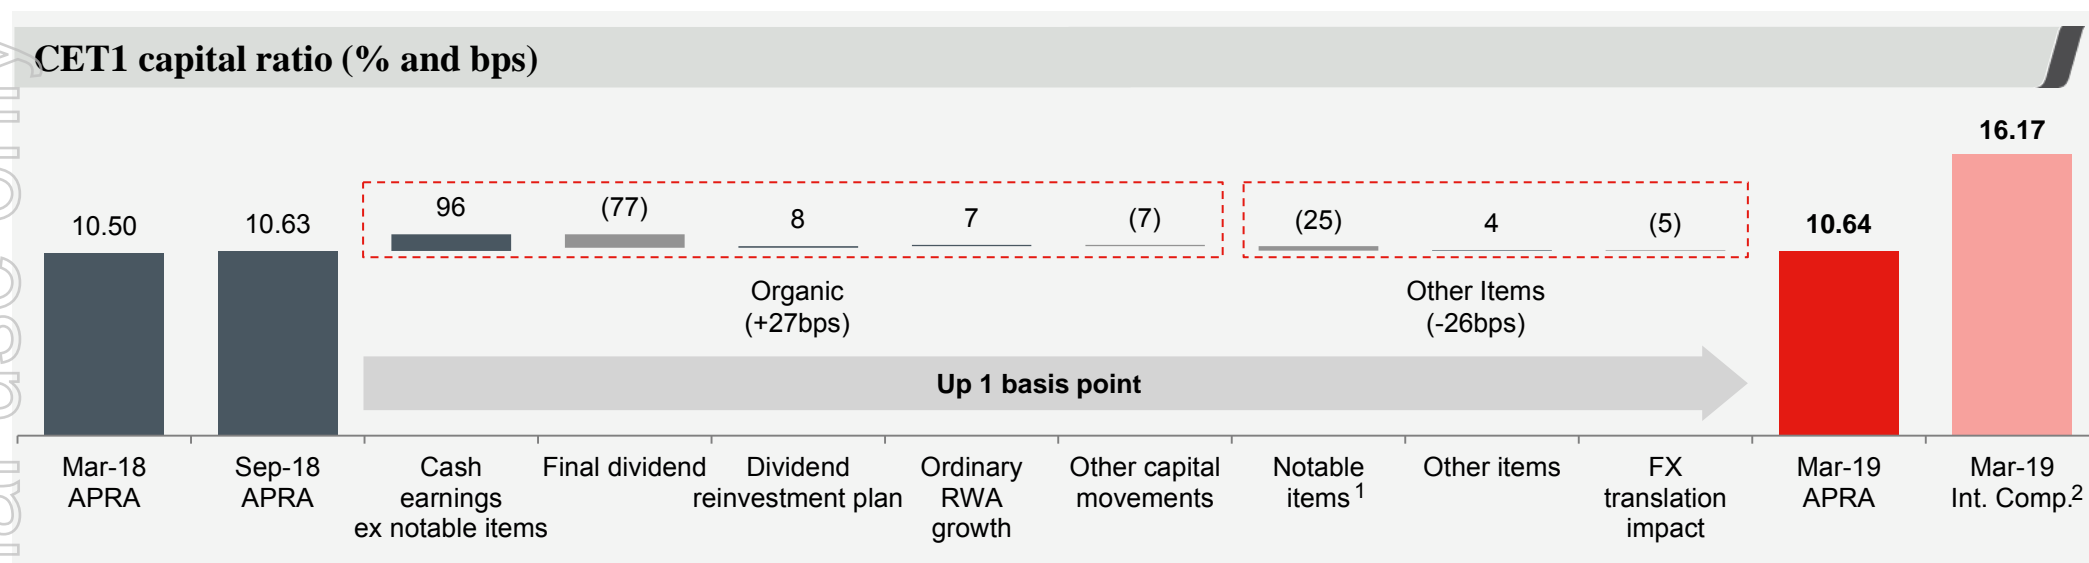 CET1 capital ratio (% and bps)
16.17
10.50
10.63
96
(77)
8
7
(7)
(25)
4
(5)
10.64
Organic
(+27bps)
Other Items
(-26bps)
Up 1 basis point
Mar-18
APRA
Sep-18
APRA
Cash
earnings
ex notable items
Final dividend
Dividend
reinvestment plan
Ordinary
RWA
growth
Other capital
movements
Notable
items 1
Other items
FX
translation
impact
Mar-19
APRA
Mar-19
Int. Comp.2